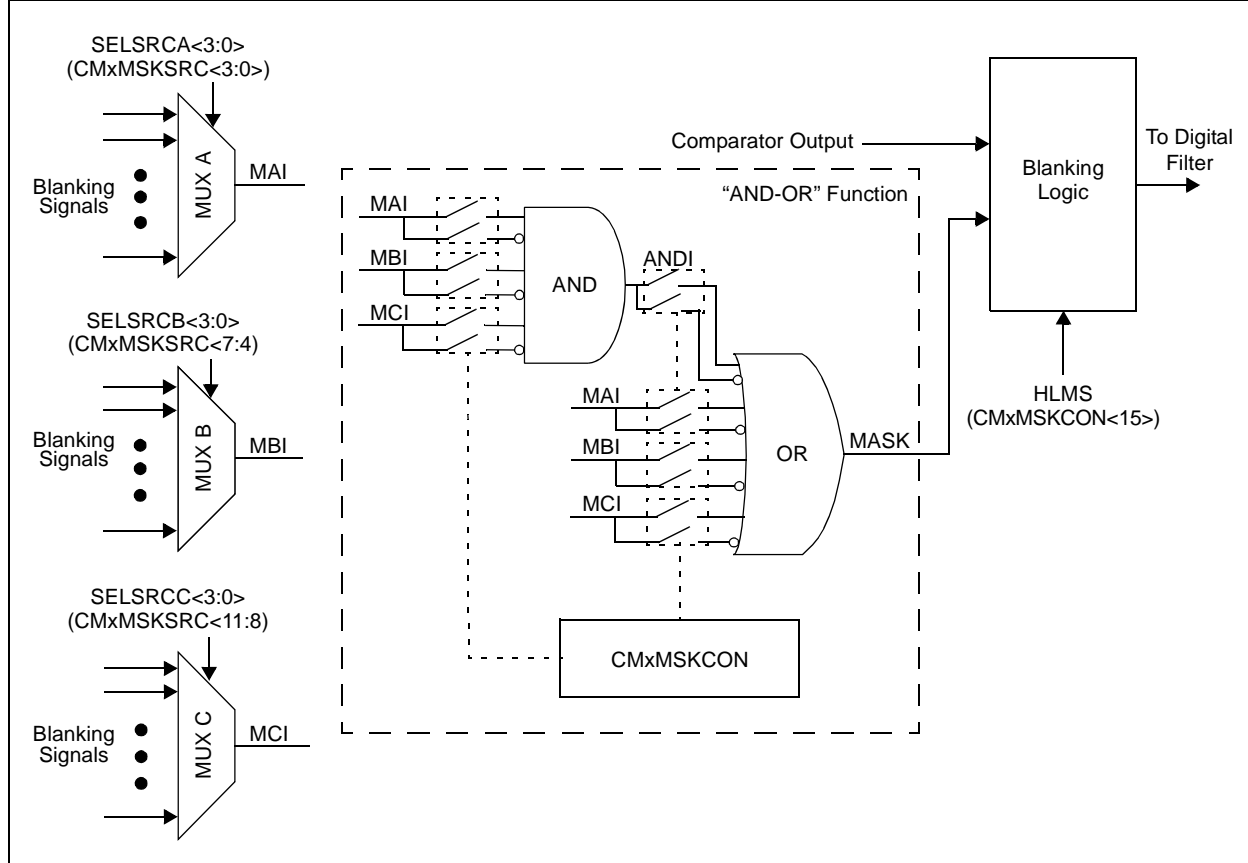 SELSRCA<3:0>
(CMxMSKSRC<3:0>)
MUX A
MAI
Blanking
Signals
SELSRCB<3:0>
(CMxMSKSRC<7:4)
MUX B
MBI
Blanking
Signals
SELSRCC<3:0>
(CMxMSKSRC<11:8)
MUX C
MCI
Blanking
Signals
Comparator Output
“AND-OR” Function
MAI
MBI
MCI
AND
ANDI
MAI
MBI
MCI
OR
MASK
CMxMSKCON
Blanking
Logic
To Digital
Filter
HLMS
(CMxMSKCON<15>)